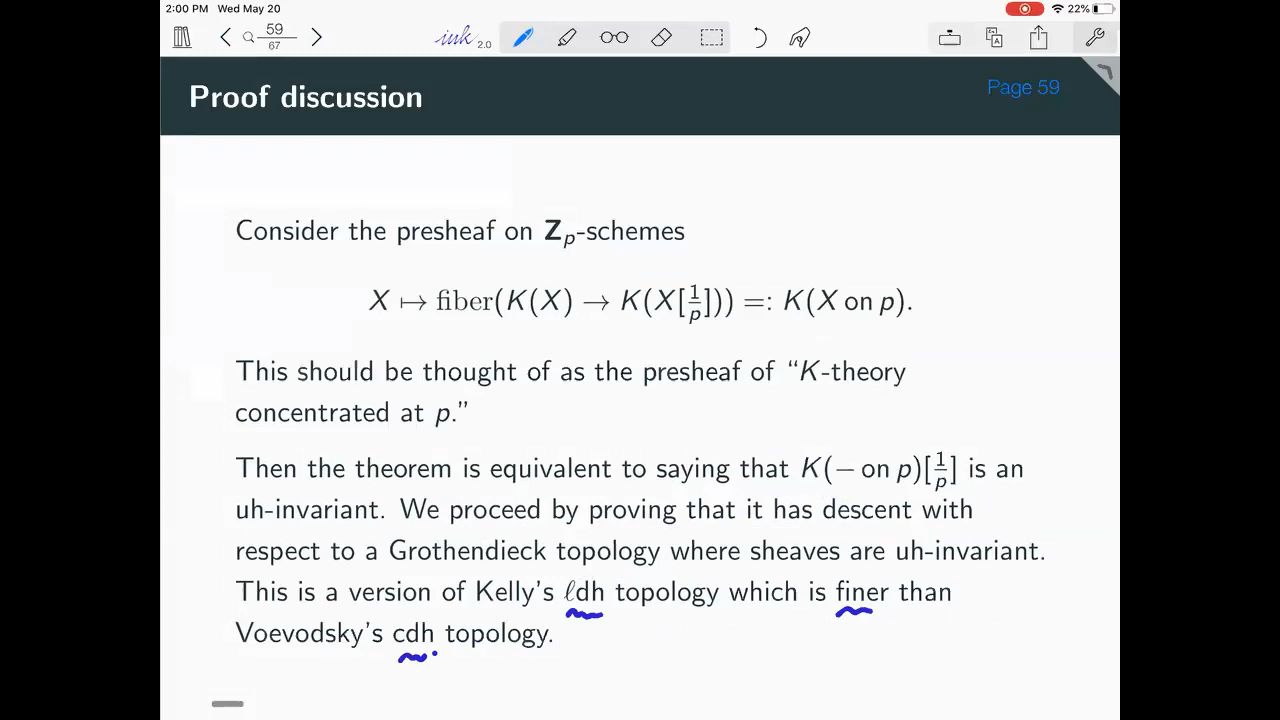 2:00 PM Wed May 20
22%
59
67
ink 2.0
Proof discussion
Page 59
Consider the presheaf on Z_p-schemes
X ↦ fiber(K(X) → K(X[1/p])) =: K(X on p).
This should be thought of as the presheaf of “K-theory
concentrated at p.”
Then the theorem is equivalent to saying that K(− on p)[1/p] is an
uh-invariant. We proceed by proving that it has descent with
respect to a Grothendieck topology where sheaves are uh-invariant.
This is a version of Kelly's ℓdh topology which is finer than
Voevodsky's cdh topology.